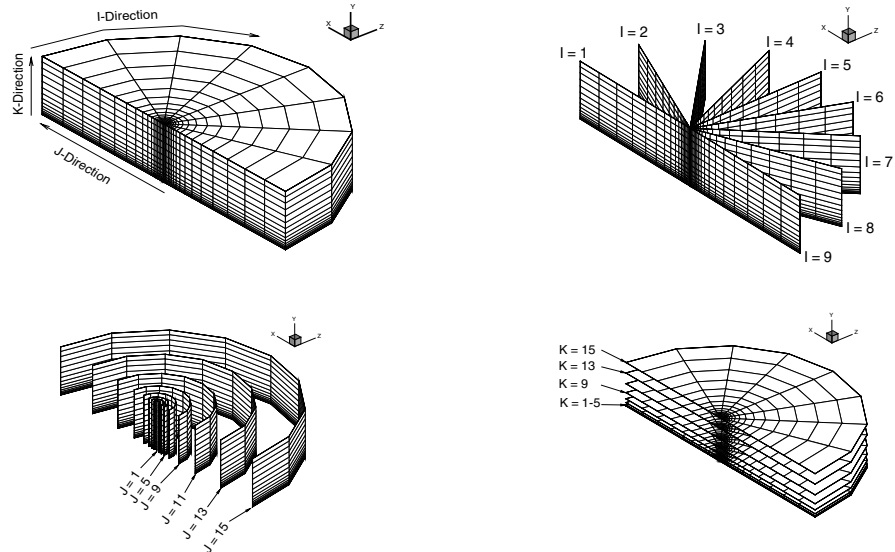 I-Direction
K-Direction
J-Direction
Y
X
Z
I = 1
I = 2
I = 3
I = 4
I = 5
I = 6
I = 7
I = 8
I = 9
Y
X
Z
J = 1
J = 5
J = 9
J = 11
J = 13
J = 15
Y
X
Z
K = 15
K = 13
K = 9
K = 1-5
Y
X
Z